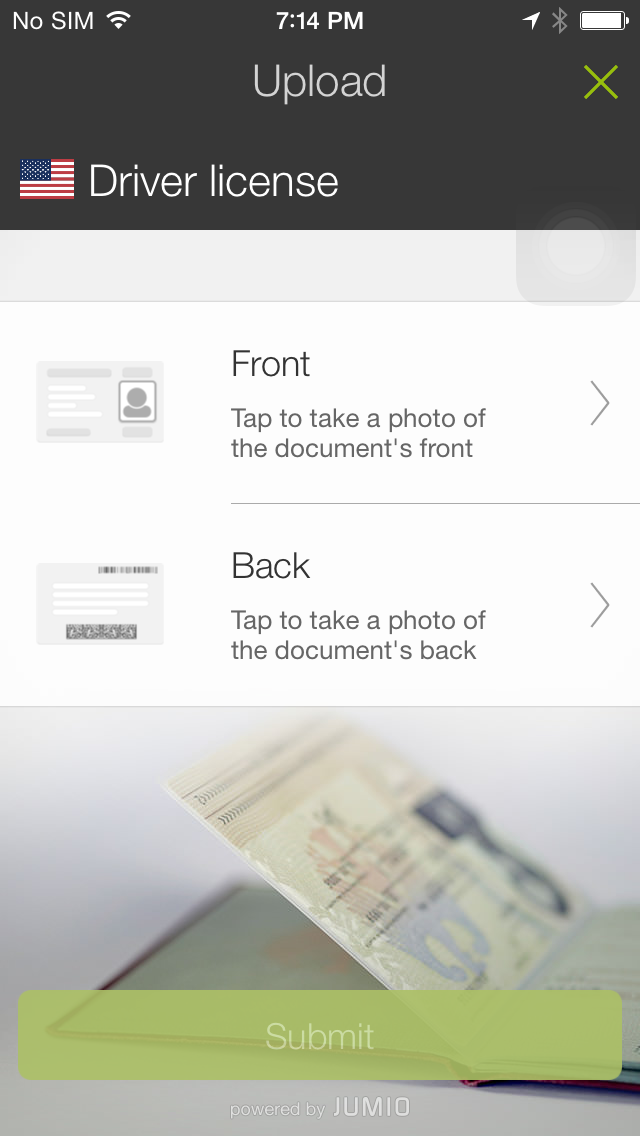 No SIM 7:14 PM
Upload
Driver license
Front
Tap to take a photo of
the document's front
Back
Tap to take a photo of
the document's back
Submit
powered by JUMIO